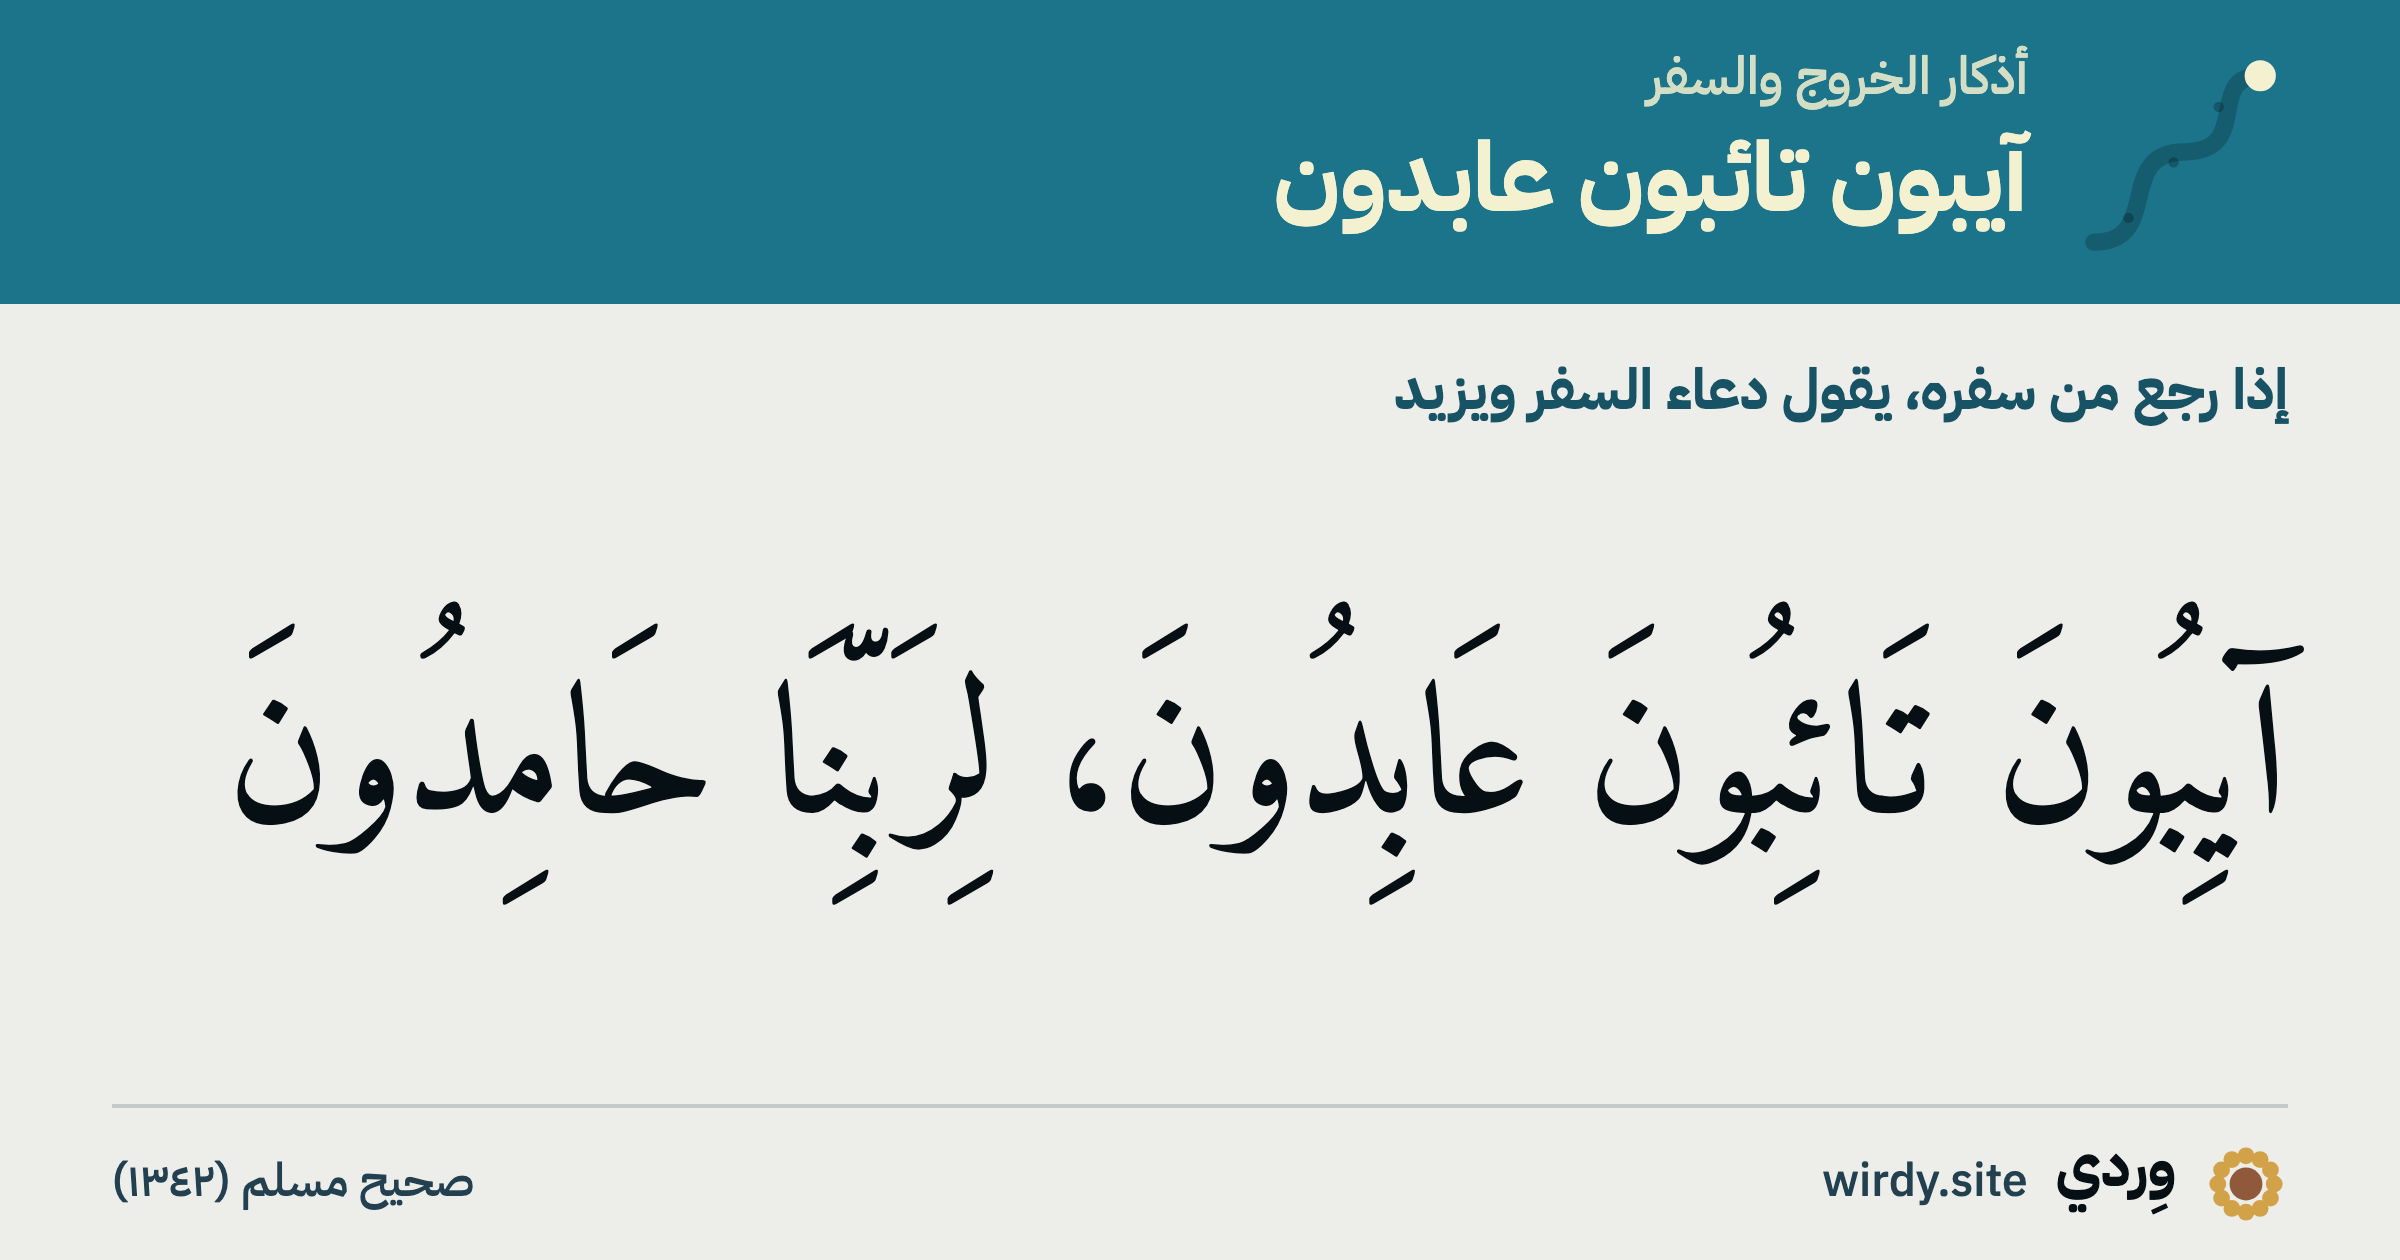 أذكار الخروج والسفر
آيبون تائبون عابدون
إذا رجع من سفره، يقول دعاء السفر ويزيد
آيِبُونَ تَائِبُونَ عَابِدُونَ، لِرَبِّنَا حَامِدُونَ
وِردي wirdy.site
صحيح مسلم (١٣٤٢)